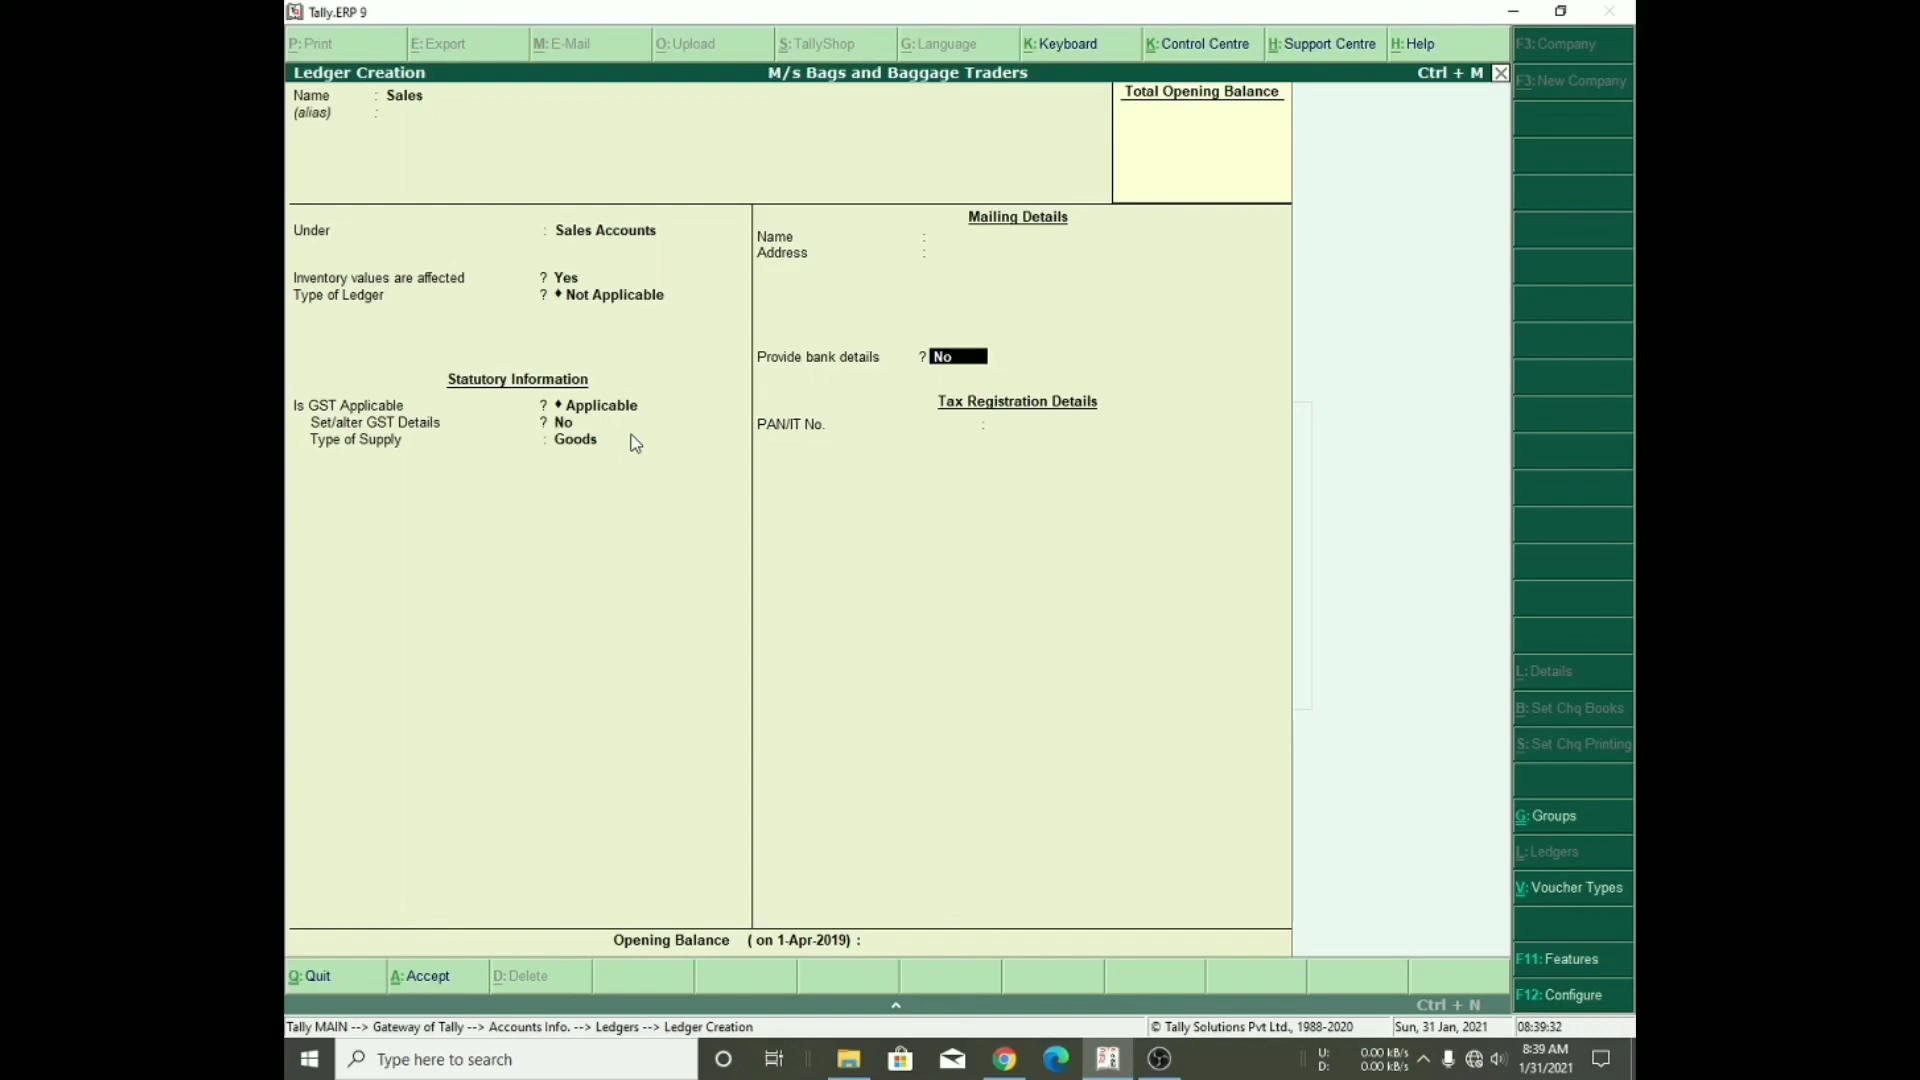 Tally.ERP 9
P: Print E: Export M: E-Mail O: Upload S: TallyShop G: Language K: Keyboard K: Control Centre H: Support Centre H: Help F3: Company
Ledger Creation M/s Bags and Baggage Traders Ctrl + M
F3: New Company
Name : Sales
(alias) :
Total Opening Balance
Under : Sales Accounts
Inventory values are affected ? Yes
Type of Ledger ? ♦ Not Applicable
Statutory Information
Is GST Applicable ? ♦ Applicable
Set/alter GST Details ? No
Type of Supply : Goods
Mailing Details
Name :
Address :
Provide bank details ? No
Tax Registration Details
PAN/IT No. :
L: Details
B: Set Chq Books
S: Set Chq Printing
G: Groups
L: Ledgers
V: Voucher Types
F11: Features
F12: Configure
Opening Balance ( on 1-Apr-2019) :
Q: Quit A: Accept D: Delete
Ctrl + N
Tally MAIN --> Gateway of Tally --> Accounts Info. --> Ledgers --> Ledger Creation © Tally Solutions Pvt Ltd., 1988-2020 Sun, 31 Jan, 2021 08:39:32
Type here to search
U: 0.00 kB/s
D: 0.00 kB/s
8:39 AM
1/31/2021